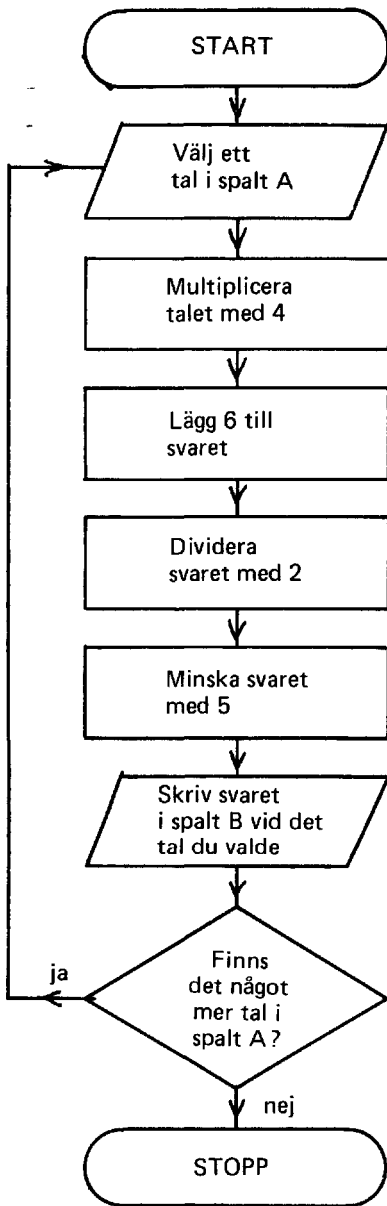 START
Välj ett
tal i spalt A
Multiplicera
talet med 4
Lägg 6 till
svaret
Dividera
svaret med 2
Minska svaret
med 5
Skriv svaret
i spalt B vid det
tal du valde
Finns
det något
mer tal i
spalt A?
ja
nej
STOPP